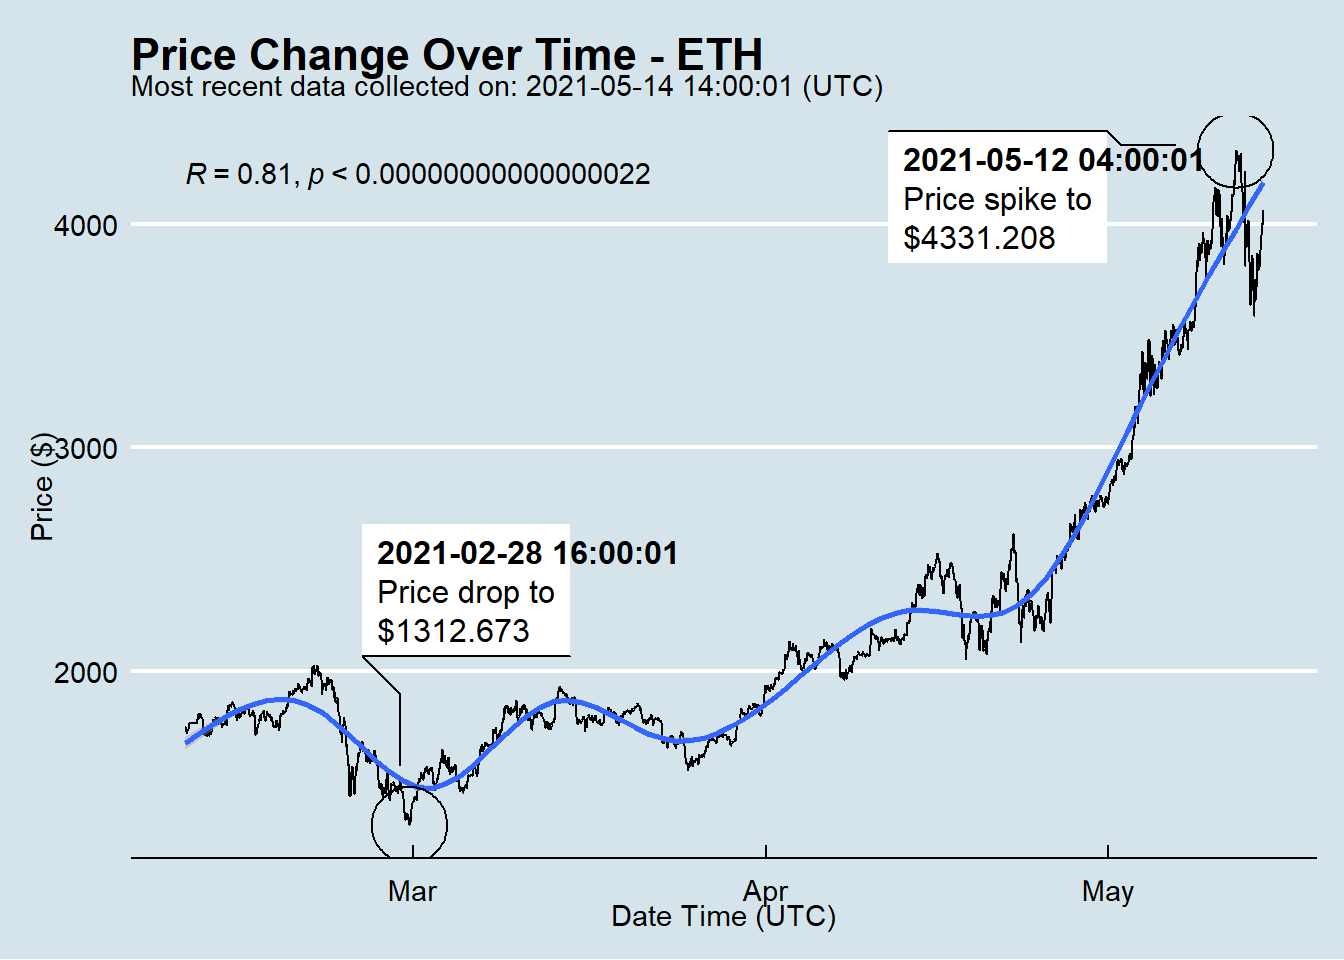 Price Change Over Time - ETH
Most recent data collected on: 2021-05-14 14:00:01 (UTC)
R = 0.81, p < 0.00000000000000022
2021-05-12 04:00:01
Price spike to
$4331.208
4000
3000
2000
Price ($)
2021-02-28 16:00:01
Price drop to
$1312.673
Mar
Apr
May
Date Time (UTC)